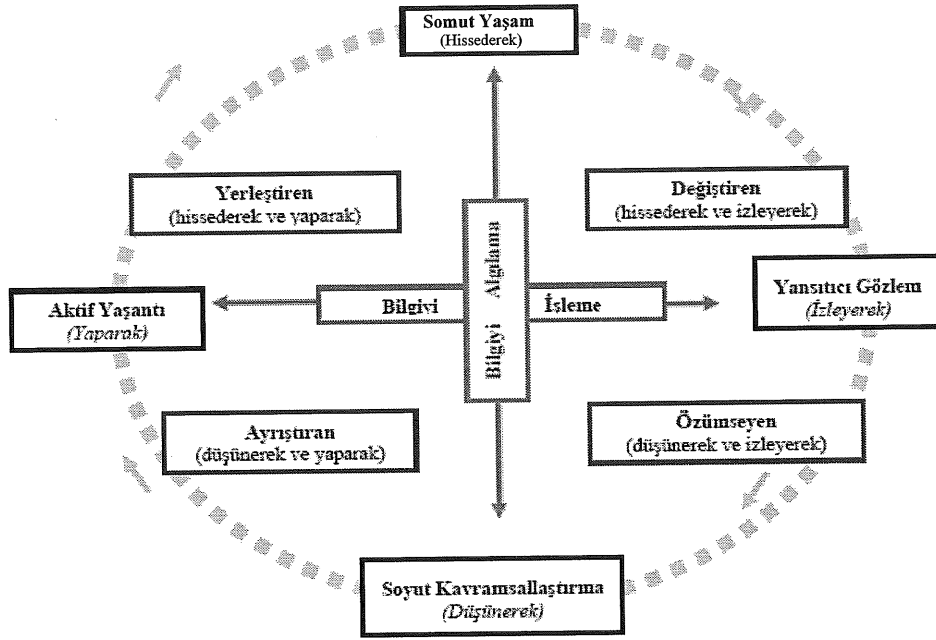 Somut Yaşam
(Hissederek)
Yerleştiren
(hissederek ve yaparak)
Değiştiren
(hissederek ve izleyerek)
Aktif Yaşantı
(Yaparak)
Bilgiyi İşleme
Bilgiyi Algılama
Yansıtıcı Gözlem
(İzleyerek)
Ayrıştıran
(düşünerek ve yaparak)
Özümseyen
(düşünerek ve izleyerek)
Soyut Kavramsallaştırma
(Düşünerek)